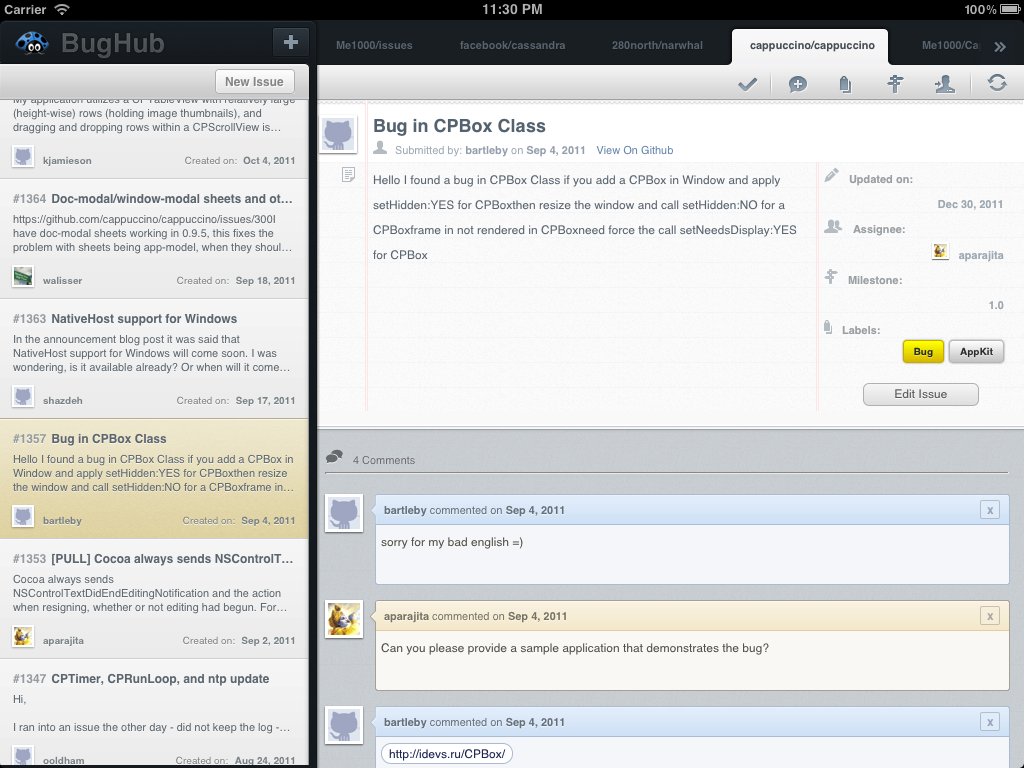 Carrier
11:30 PM
100%
BugHub
+
Me1000/issues
facebook/cassandra
280north/narwhal
cappuccino/cappuccino
Me1000/Ca
»
New Issue
My application utilizes a CPTableView with relatively large
(height-wise) rows (holding image thumbnails), and
dragging and dropping rows within a CPScrollView is…
kjamieson
Created on: Oct 4, 2011
#1364 Doc-modal/window-modal sheets and ot…
https://github.com/cappuccino/cappuccino/issues/300I
have doc-modal sheets working in 0.9.5, this fixes the
problem with sheets being app-model, when they shoul…
walisser
Created on: Sep 18, 2011
#1363 NativeHost support for Windows
In the announcement blog post it was said that
NativeHost support for Windows will come soon. I was
wondering, is it available already? Or when will it come…
shazdeh
Created on: Sep 17, 2011
#1357 Bug in CPBox Class
Hello I found a bug in CPBox Class if you add a CPBox in
Window and apply setHidden:YES for CPBoxthen resize
the window and call setHidden:NO for a CPBoxframe in…
bartleby
Created on: Sep 4, 2011
#1353 [PULL] Cocoa always sends NSControlT…
Cocoa always sends
NSControlTextDidEndEditingNotification and the action
when resigning, whether or not editing had begun. For…
aparajita
Created on: Sep 2, 2011
#1347 CPTimer, CPRunLoop, and ntp update
Hi,
I ran into an issue the other day - did not keep the log -…
ooldham
Created on: Aug 24, 2011
Bug in CPBox Class
Submitted by: bartleby on Sep 4, 2011 View On Github
Hello I found a bug in CPBox Class if you add a CPBox in Window and apply
setHidden:YES for CPBoxthen resize the window and call setHidden:NO for a
CPBoxframe in not rendered in CPBoxneed force the call setNeedsDisplay:YES
for CPBox
Updated on:
Dec 30, 2011
Assignee:
aparajita
Milestone:
1.0
Labels:
Bug
AppKit
Edit Issue
4 Comments
bartleby commented on Sep 4, 2011
x
sorry for my bad english =)
aparajita commented on Sep 4, 2011
x
Can you please provide a sample application that demonstrates the bug?
bartleby commented on Sep 4, 2011
x
http://idevs.ru/CPBox/